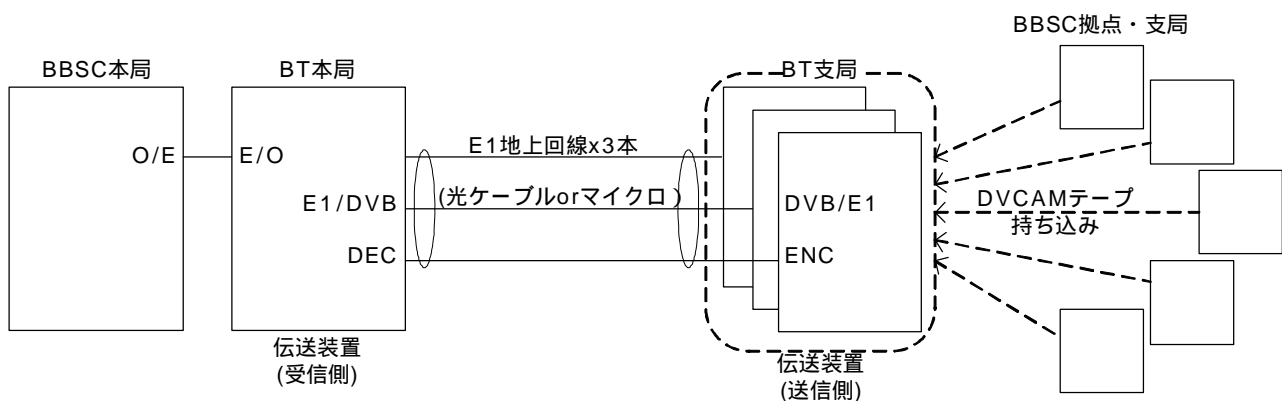 BBSC拠点・支局
BBSC本局
BT本局
BT支局
O/E
E/O
E1地上回線x3本
E1/DVB
(光ケーブルorマイクロ)
DVB/E1
DVCAMテープ
持ち込み
DEC
ENC
伝送装置
(受信側)
伝送装置
(送信側)